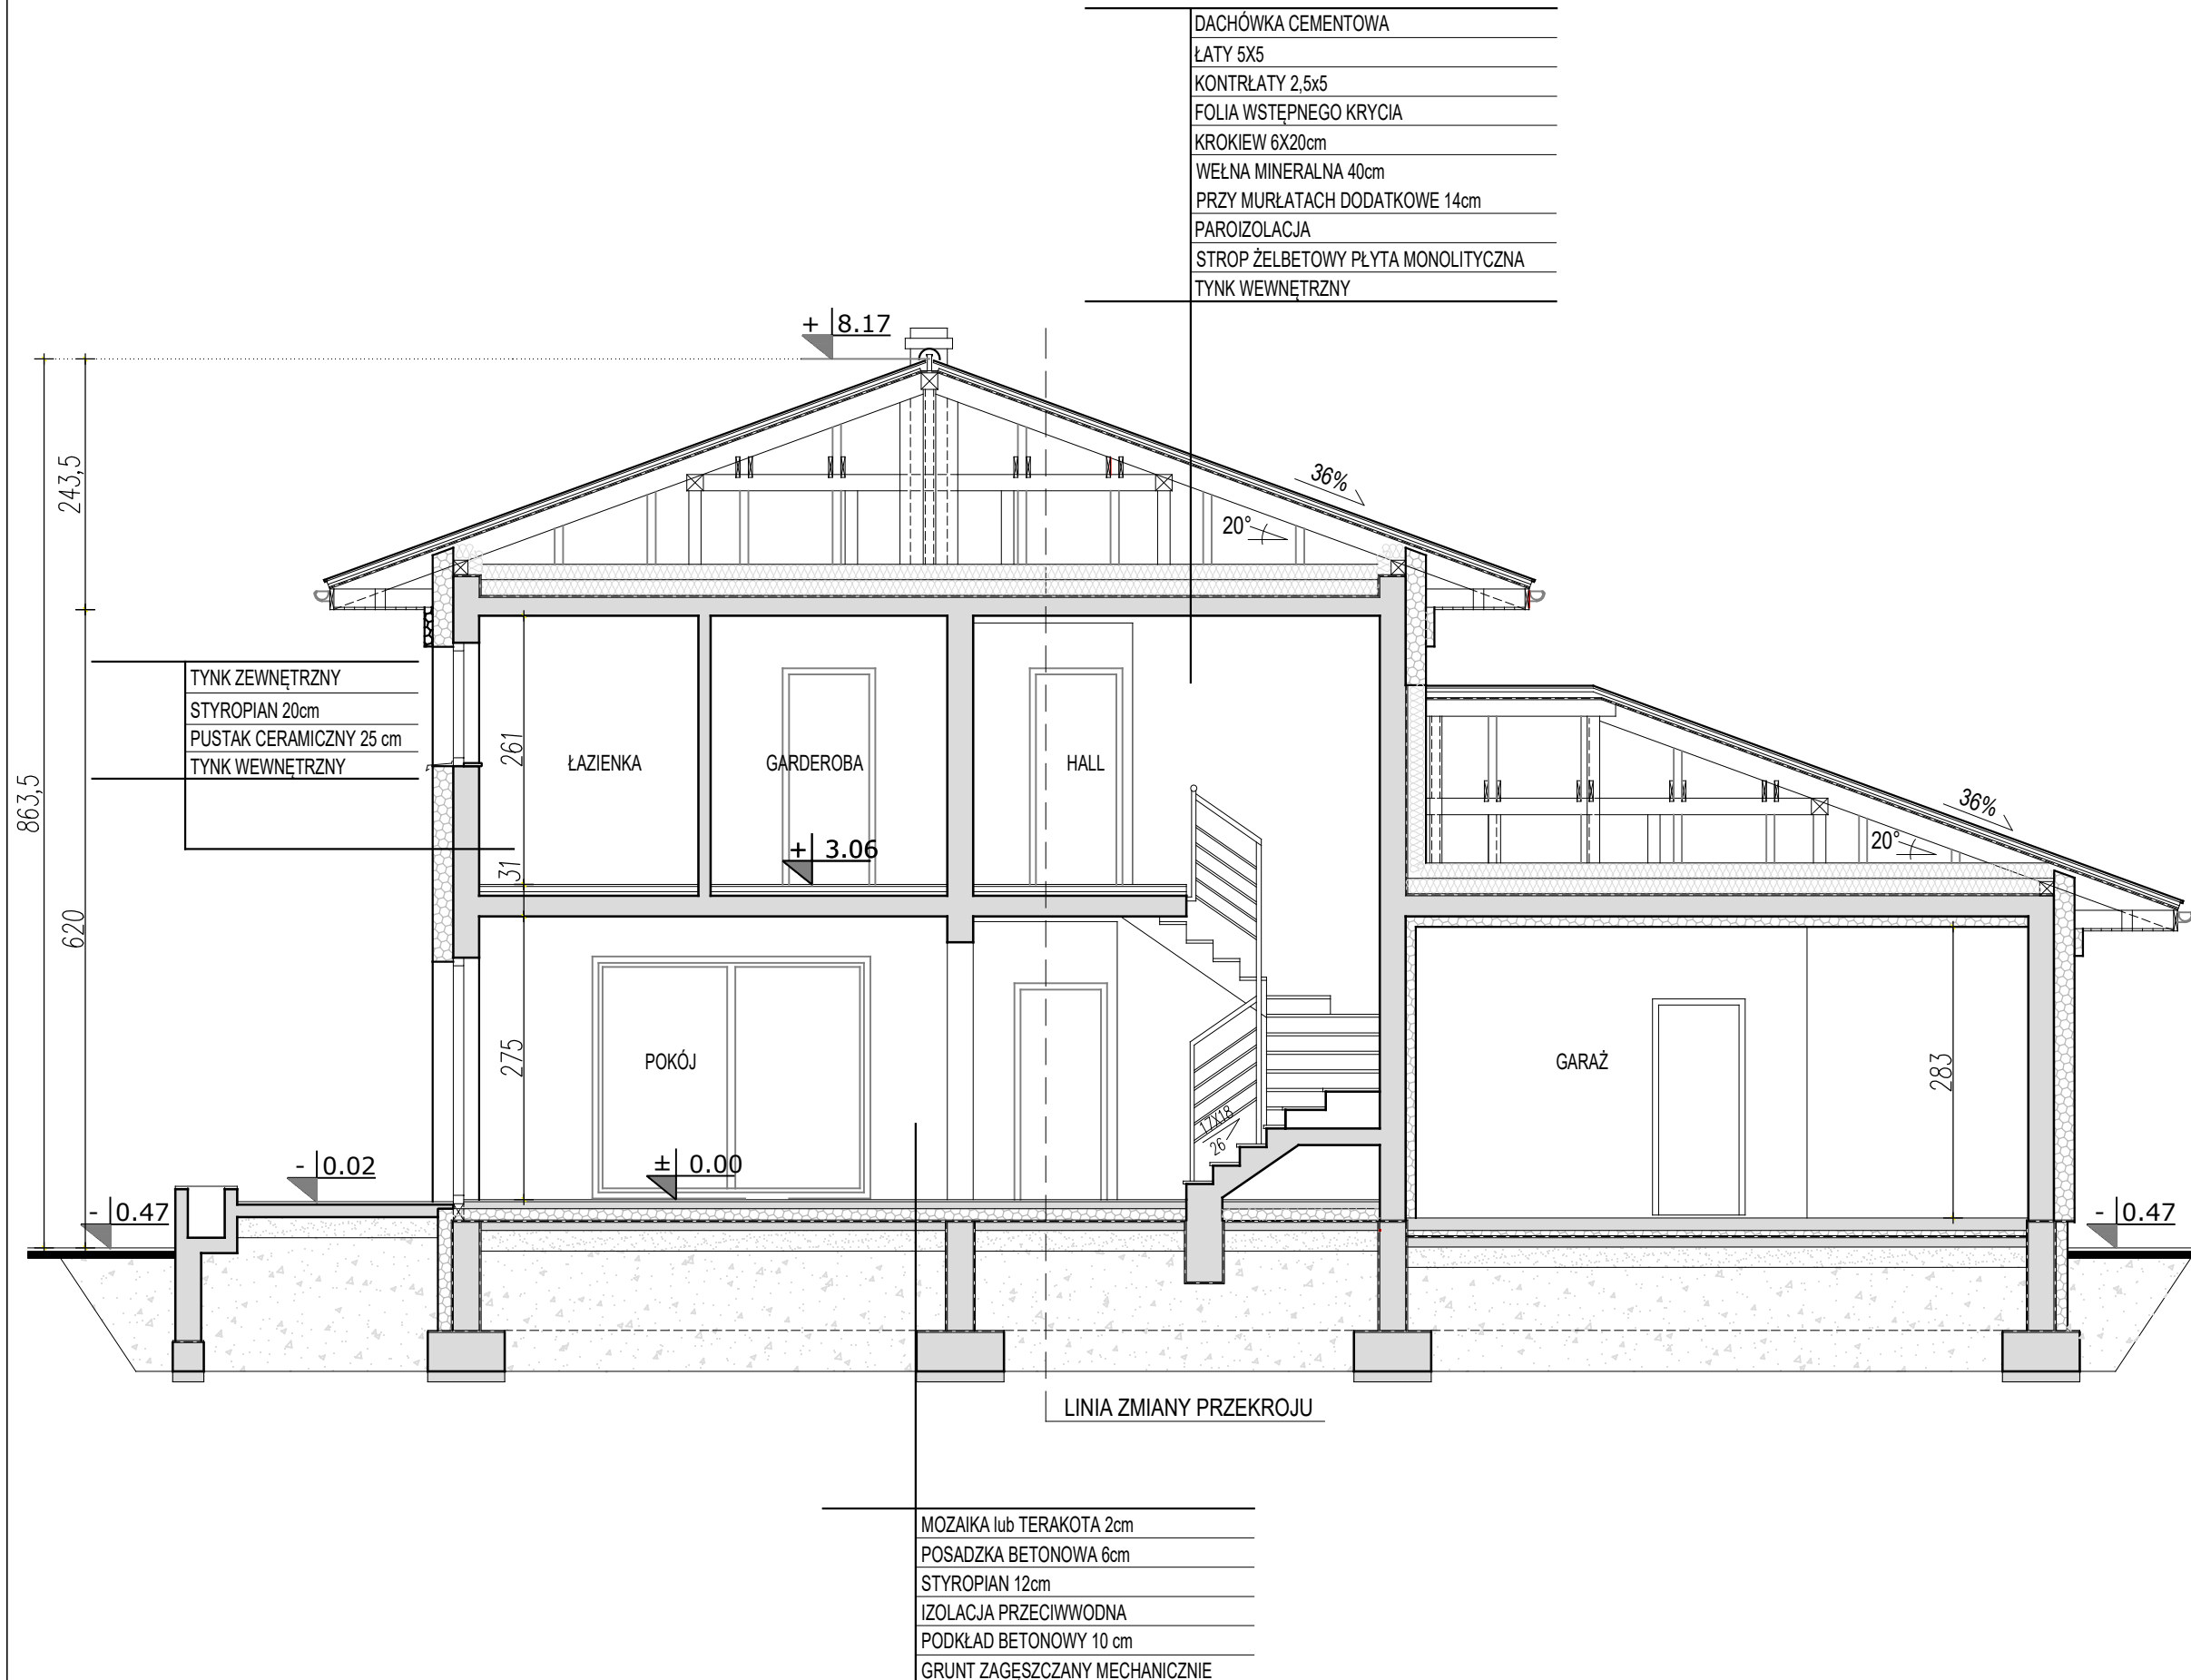 DACHÓWKA CEMENTOWA
ŁATY 5X5
KONTRŁATY 2,5x5
FOLIA WSTĘPNEGO KRYCIA
KROKIEW 6X20cm
WEŁNA MINERALNA 40cm
PRZY MURŁATACH DODATKOWE 14cm
PAROIZOLACJA
STROP ŻELBETOWY PŁYTA MONOLITYCZNA
TYNK WEWNĘTRZNY
+ 8.17
243,5
36%
20°
TYNK ZEWNĘTRZNY
STYROPIAN 20cm
PUSTAK CERAMICZNY 25 cm
TYNK WEWNĘTRZNY
863,5
620
261
ŁAZIENKA
GARDEROBA
HALL
36%
20°
31
+ 3.06
275
POKÓJ
GARAŻ
283
17X18
26
- 0.02
± 0.00
- 0.47
- 0.47
LINIA ZMIANY PRZEKROJU
MOZAIKA lub TERAKOTA 2cm
POSADZKA BETONOWA 6cm
STYROPIAN 12cm
IZOLACJA PRZECIWWODNA
PODKŁAD BETONOWY 10 cm
GRUNT ZAGĘSZCZANY MECHANICZNIE